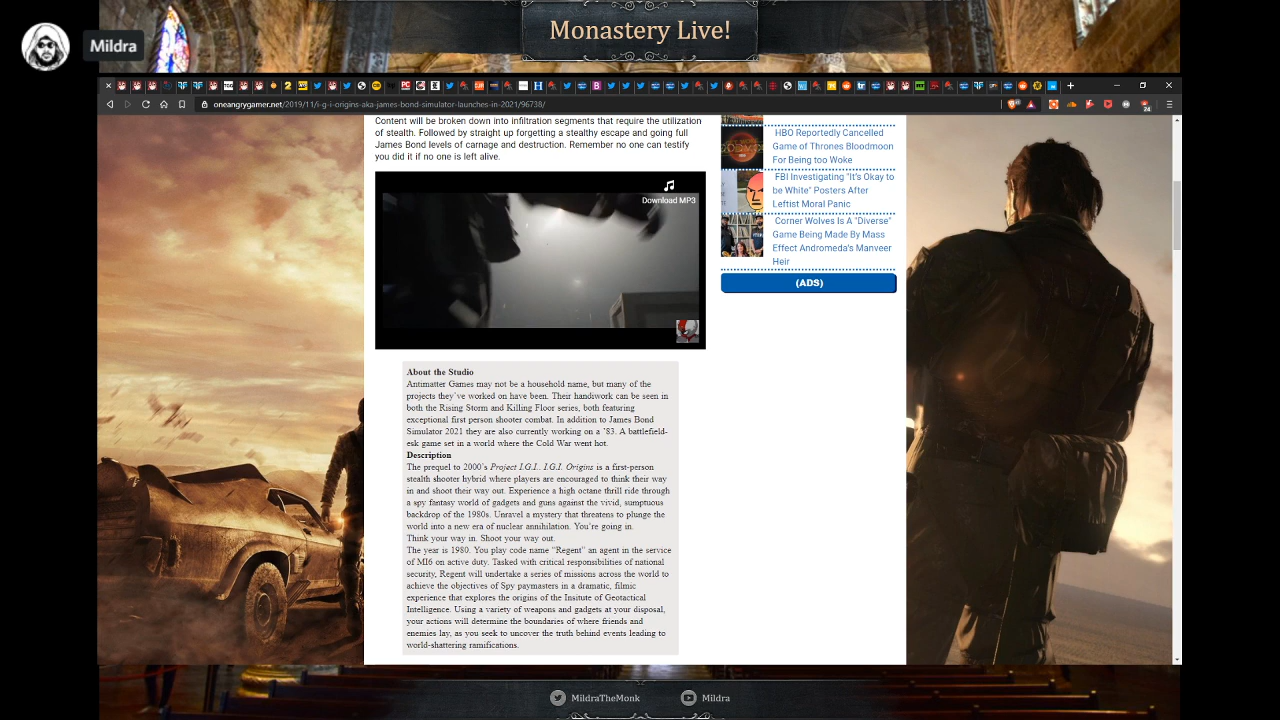 Monastery Live!
Mildra
oneangrygamer.net/2019/11/i-g-i-origins-aka-james-bond-simulator-launches-in-2021/96738/
Content will be broken down into infiltration segments that require the utilization
of stealth. Followed by straight up forgetting a stealthy escape and going full
James Bond levels of carnage and destruction. Remember no one can testify
you did it if no one is left alive.
Download MP3
About the Studio
Antimatter Games may not be a household name, but many of the
projects they've worked on have been. Their handiwork can be seen in
both the Rising Storm and Killing Floor series, both featuring
exceptional first person shooter combat. In addition to James Bond
Simulator 2021 they are also currently working on a '83. A battlefield-
esk game set in a world where the Cold War went hot.
Description
The prequel to 2000's Project I.G.I.. I.G.I. Origins is a first-person
stealth shooter hybrid where players are encouraged to think their way
in and shoot their way out. Experience a high octane thrill ride through
a spy fantasy world of gadgets and guns against the vivid, sumptuous
backdrop of the 1980s. Unravel a mystery that threatens to plunge the
world into a new era of nuclear annihilation. You're going in.
Think your way in. Shoot your way out.
The year is 1980. You play code name "Regent" an agent in the service
of MI6 on active duty. Tasked with critical responsibilities of national
security, Regent will undertake a series of missions across the world to
achieve the objectives of Spy paymasters in a dramatic, filmic
experience that explores the origins of the Insitute of Geotactical
Intelligence. Using a variety of weapons and gadgets at your disposal,
your actions will determine the boundaries of where friends and
enemies lay, as you seek to uncover the truth behind events leading to
world-shattering ramifications.
HBO Reportedly Cancelled
Game of Thrones Bloodmoon
For Being too Woke
FBI Investigating "It's Okay to
be White" Posters After
Leftist Moral Panic
Corner Wolves Is A "Diverse"
Game Being Made By Mass
Effect Andromeda's Manveer
Heir
(ADS)
MildraTheMonk
Mildra